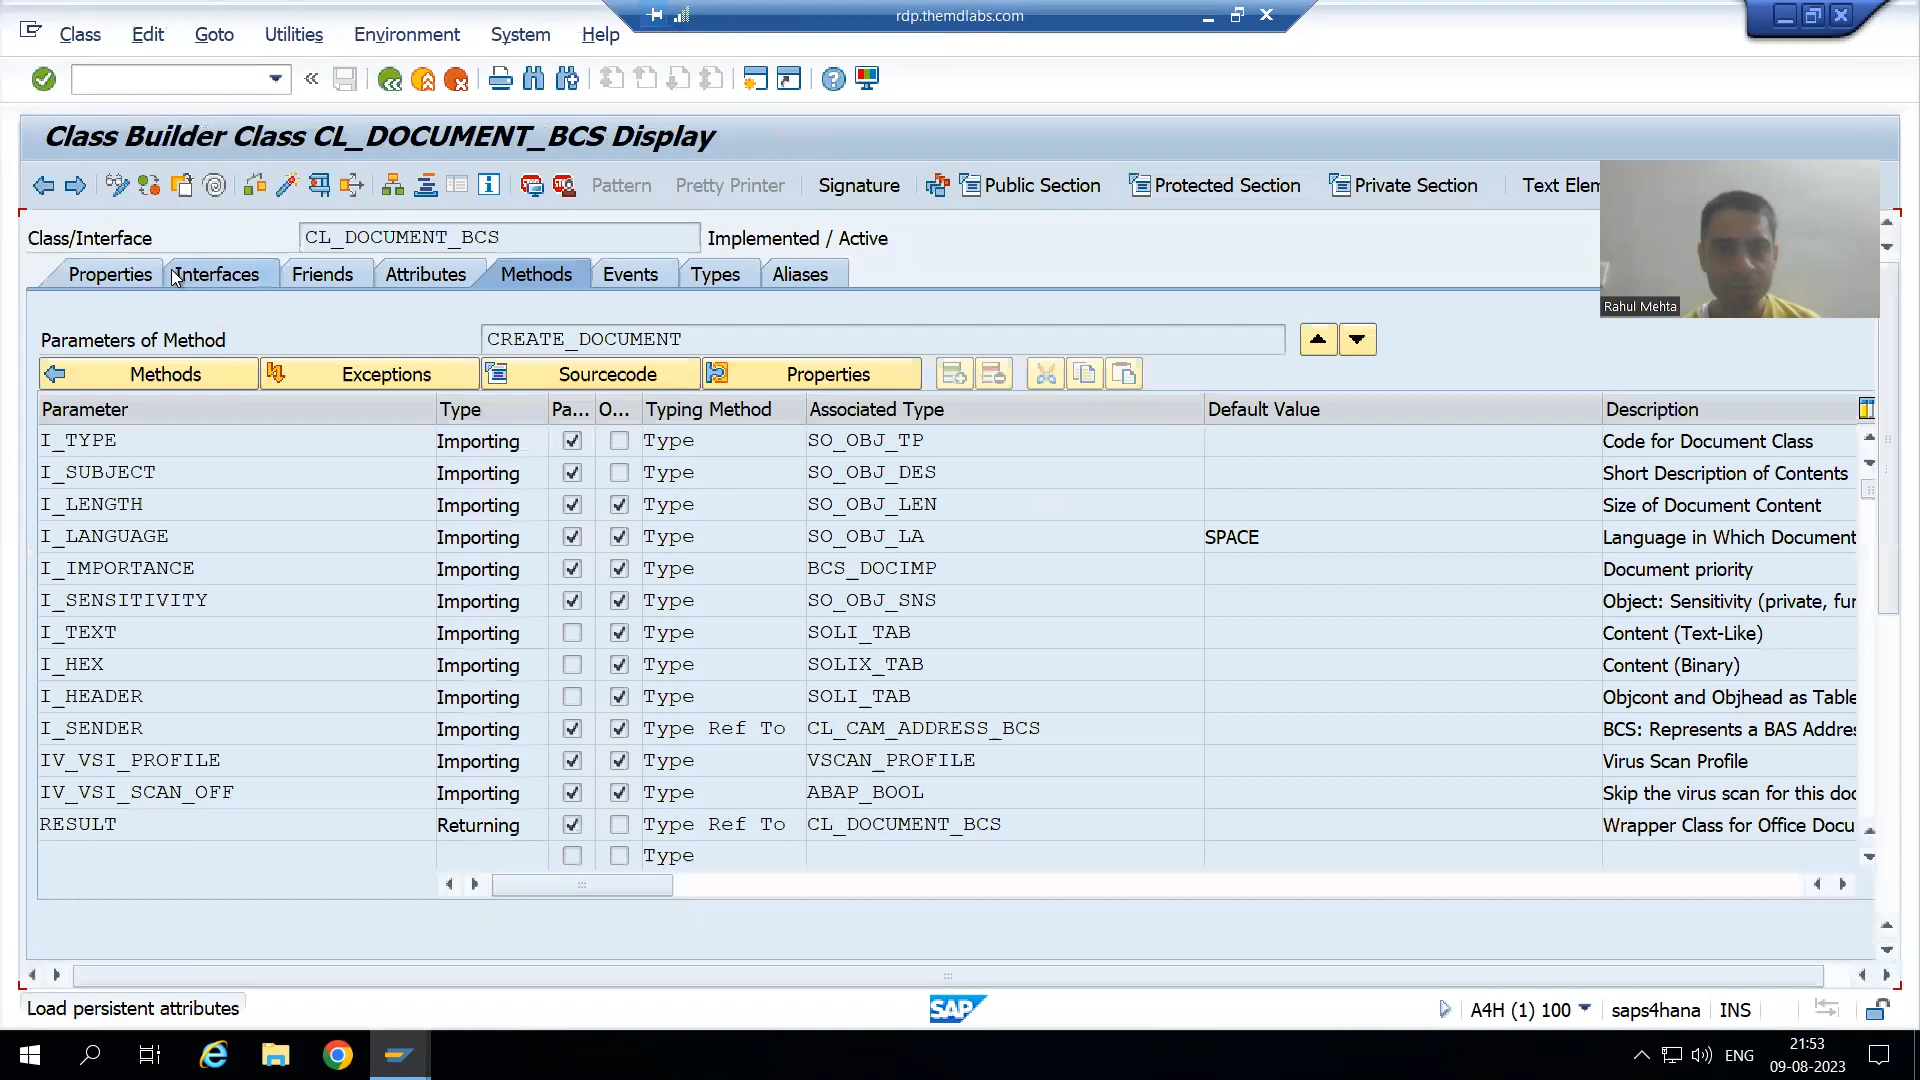 rdp.themdlabs.com
Class Edit Goto Utilities Environment System Help
Class Builder Class CL_DOCUMENT_BCS Display
Pattern Pretty Printer Signature Public Section Protected Section Private Section Text Elem
Class/Interface CL_DOCUMENT_BCS Implemented / Active
Properties Interfaces Friends Attributes Methods Events Types Aliases
Rahul Mehta
Parameters of Method CREATE_DOCUMENT
Methods Exceptions Sourcecode Properties
Parameter Type Pa... O... Typing Method Associated Type Default Value Description
I_TYPE Importing Type SO_OBJ_TP Code for Document Class
I_SUBJECT Importing Type SO_OBJ_DES Short Description of Contents
I_LENGTH Importing Type SO_OBJ_LEN Size of Document Content
I_LANGUAGE Importing Type SO_OBJ_LA SPACE Language in Which Document
I_IMPORTANCE Importing Type BCS_DOCIMP Document priority
I_SENSITIVITY Importing Type SO_OBJ_SNS Object: Sensitivity (private, fur
I_TEXT Importing Type SOLI_TAB Content (Text-Like)
I_HEX Importing Type SOLIX_TAB Content (Binary)
I_HEADER Importing Type SOLI_TAB Objcont and Objhead as Table
I_SENDER Importing Type Ref To CL_CAM_ADDRESS_BCS BCS: Represents a BAS Addres
IV_VSI_PROFILE Importing Type VSCAN_PROFILE Virus Scan Profile
IV_VSI_SCAN_OFF Importing Type ABAP_BOOL Skip the virus scan for this doc
RESULT Returning Type Ref To CL_DOCUMENT_BCS Wrapper Class for Office Docu
Type
Load persistent attributes SAP A4H (1) 100 saps4hana INS
ENG 21:53
09-08-2023